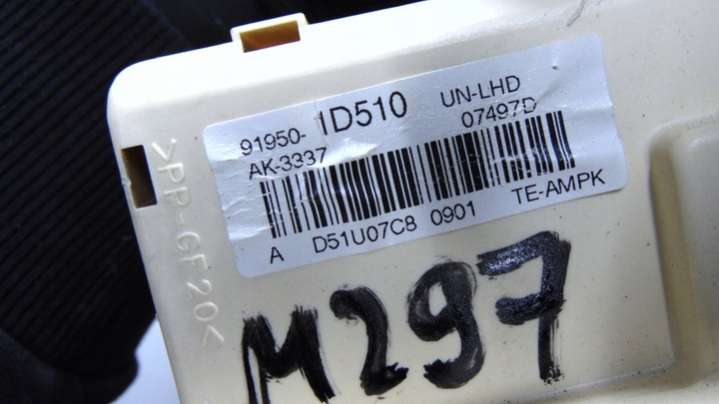 91950-1D510 UN-LHD
AK-3337 07497D
A D51U07C8 0901 TE-AMPK
>PP-GF20<
M297